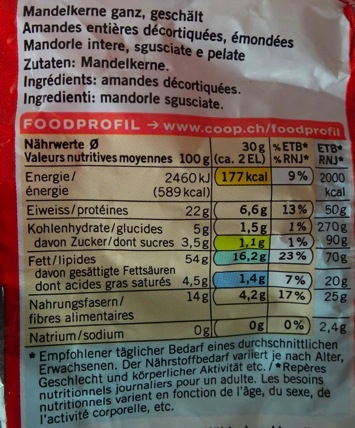 Mandelkerne ganz, geschält
Amandes entières décortiquées, émondées
Mandorle intere, sgusciate e pelate
Zutaten: Mandelkerne.
Ingrédients: amandes décortiquées.
Ingredienti: mandorle sgusciate.
FOODPROFIL → www.coop.ch/foodprofil
Nährwerte Ø 30g %ETB* ETB*
Valeurs nutritives moyennes 100g (ca. 2 EL) %RNJ* RNJ*
Energie/ 2460kJ 177kcal 9% 2000
énergie (589kcal) kcal
Eiweiss/protéines 22g 6,6g 13% 50g
Kohlenhydrate/glucides 5g 1,5g 1% 270g
davon Zucker/dont sucres 3,5g 1,1g 1% 90g
Fett/lipides 54g 16,2g 23% 70g
davon gesättigte Fettsäuren
dont acides gras saturés 4,5g 1,4g 7% 20g
Nahrungsfasern/ 14g 4,2g 17% 25g
fibres alimentaires
Natrium/sodium 0g 0g 0% 2,4g
* Empfohlener täglicher Bedarf eines durchschnittlichen
Erwachsenen. Der Nährstoffbedarf variiert je nach Alter,
Geschlecht und körperlicher Aktivität etc. /*Repères
nutritionnels journaliers pour un adulte. Les besoins
nutritionnels varient en fonction de l'âge, du sexe, de
l'activité corporelle, etc.